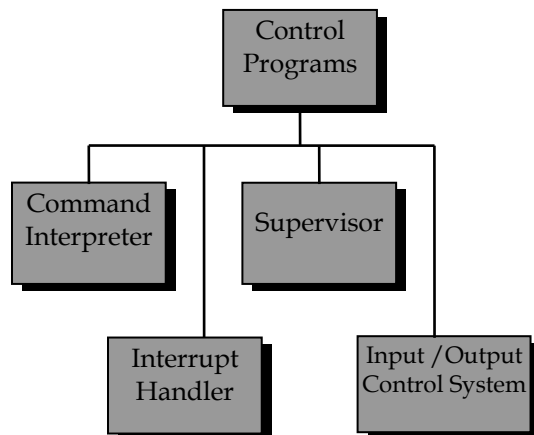 Control
Programs
Command
Interpreter
Supervisor
Interrupt
Handler
Input /Output
Control System